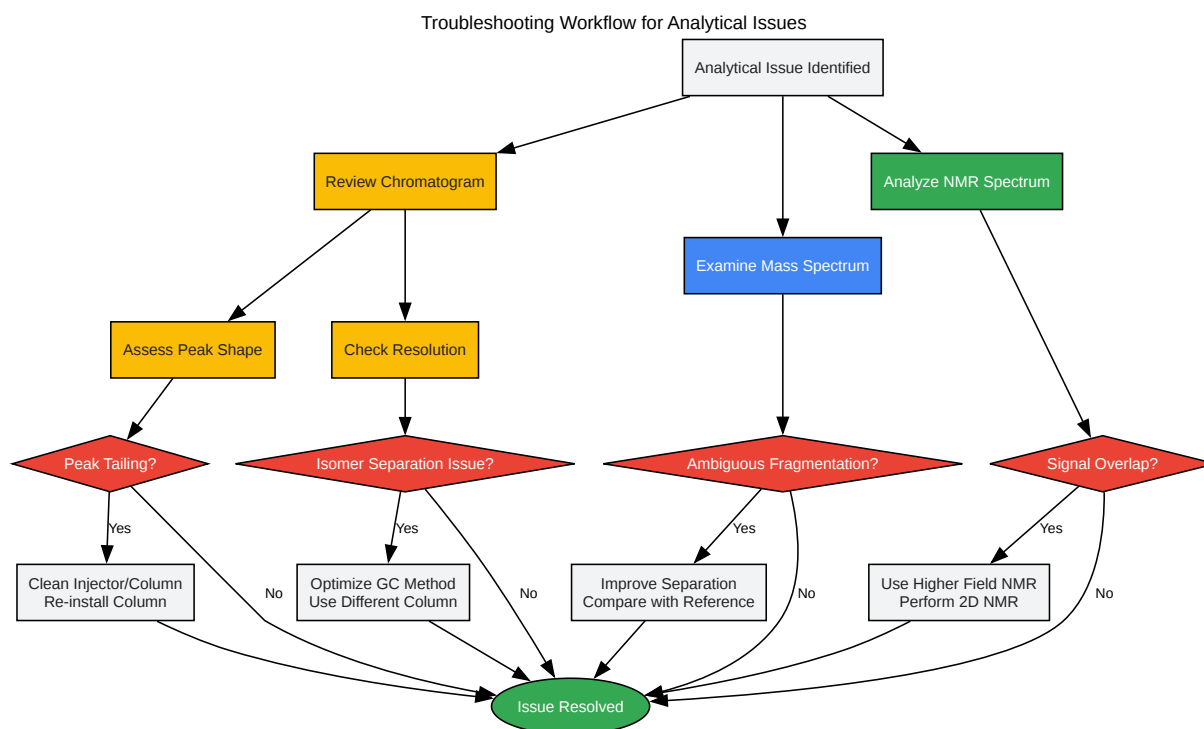 Troubleshooting Workflow for Analytical Issues
Analytical Issue Identified
Review Chromatogram
Analyze NMR Spectrum
Examine Mass Spectrum
Assess Peak Shape
Check Resolution
Peak Tailing?
Isomer Separation Issue?
Ambiguous Fragmentation?
Signal Overlap?
Yes
Yes
Yes
Yes
Clean Injector/Column
Re-install Column
No
Optimize GC Method
Use Different Column
No
Improve Separation
Compare with Reference
No
Use Higher Field NMR
Perform 2D NMR
No
Issue Resolved